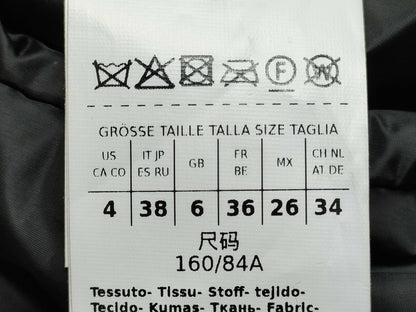 F W
GRÖSSE TAILLE TALLA SIZE TAGLIA
US IT JP GB FR MX CH NL
CA CO ES RU BE AT DE
4 38 6 36 26 34
尺码
160/84A
Tessuto- Tissu- Stoff- tejido-
Tecido- Kumas- Ткань- Fabric-